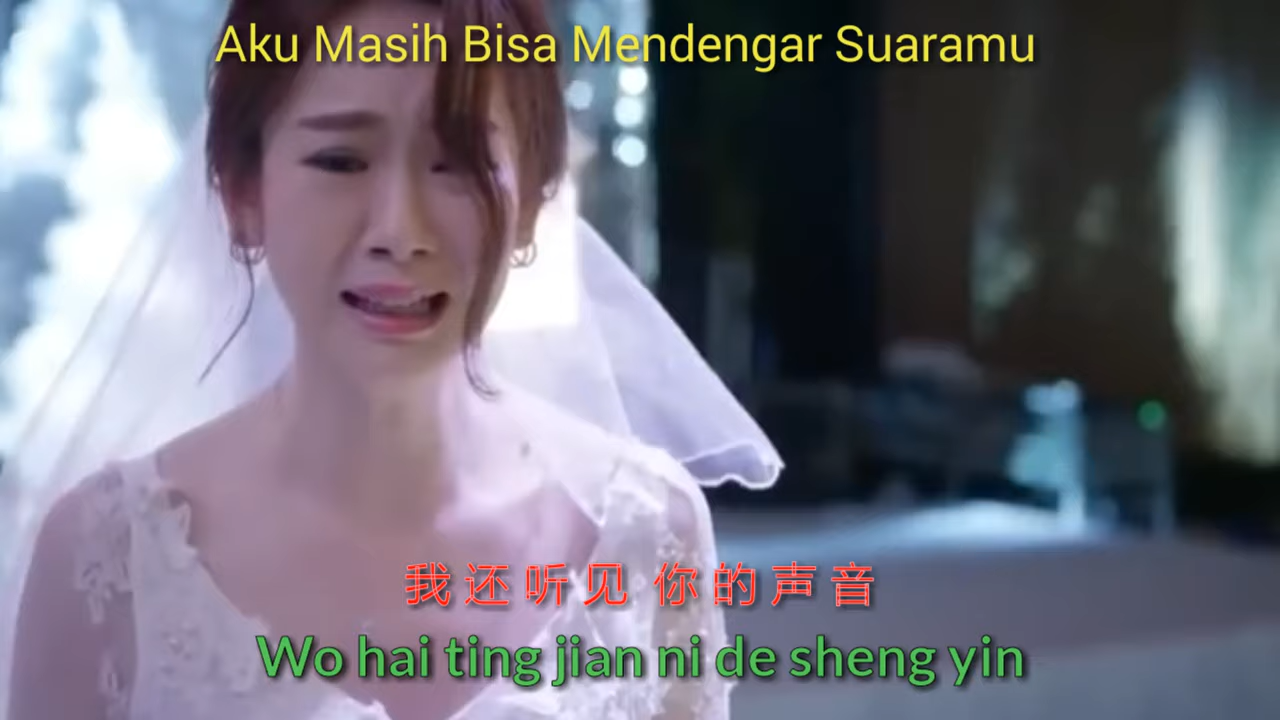 Aku Masih Bisa Mendengar Suaramu
我还听见 你的声音
Wo hai ting jian ni de sheng yin